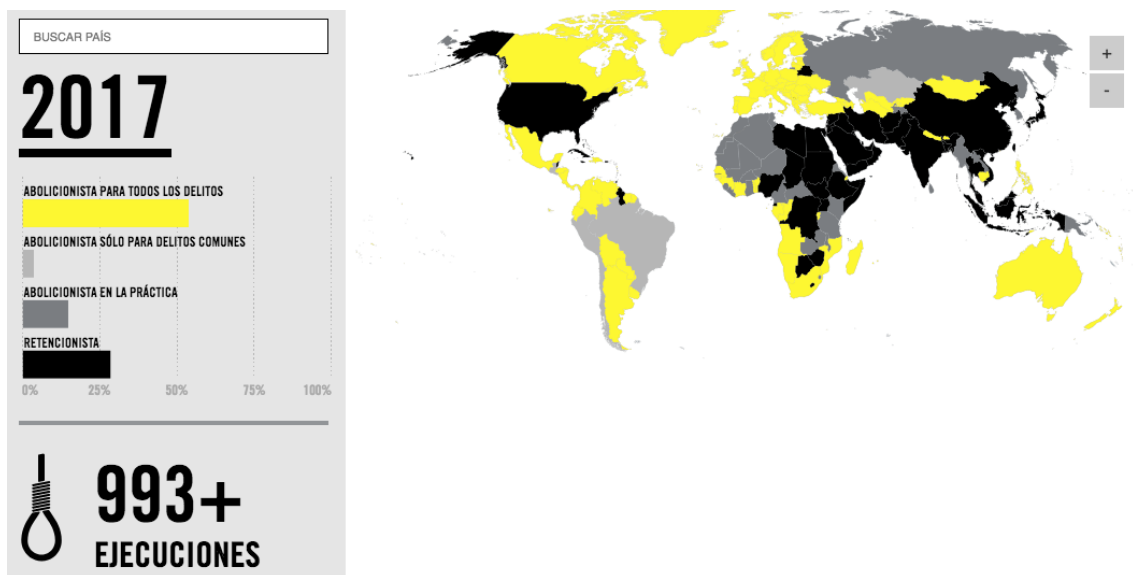 BUSCAR PAÍS
2017
ABOLICIONISTA PARA TODOS LOS DELITOS
ABOLICIONISTA SÓLO PARA DELITOS COMUNES
ABOLICIONISTA EN LA PRÁCTICA
RETENCIONISTA
0% 25% 50% 75% 100%
993+
EJECUCIONES
+
-